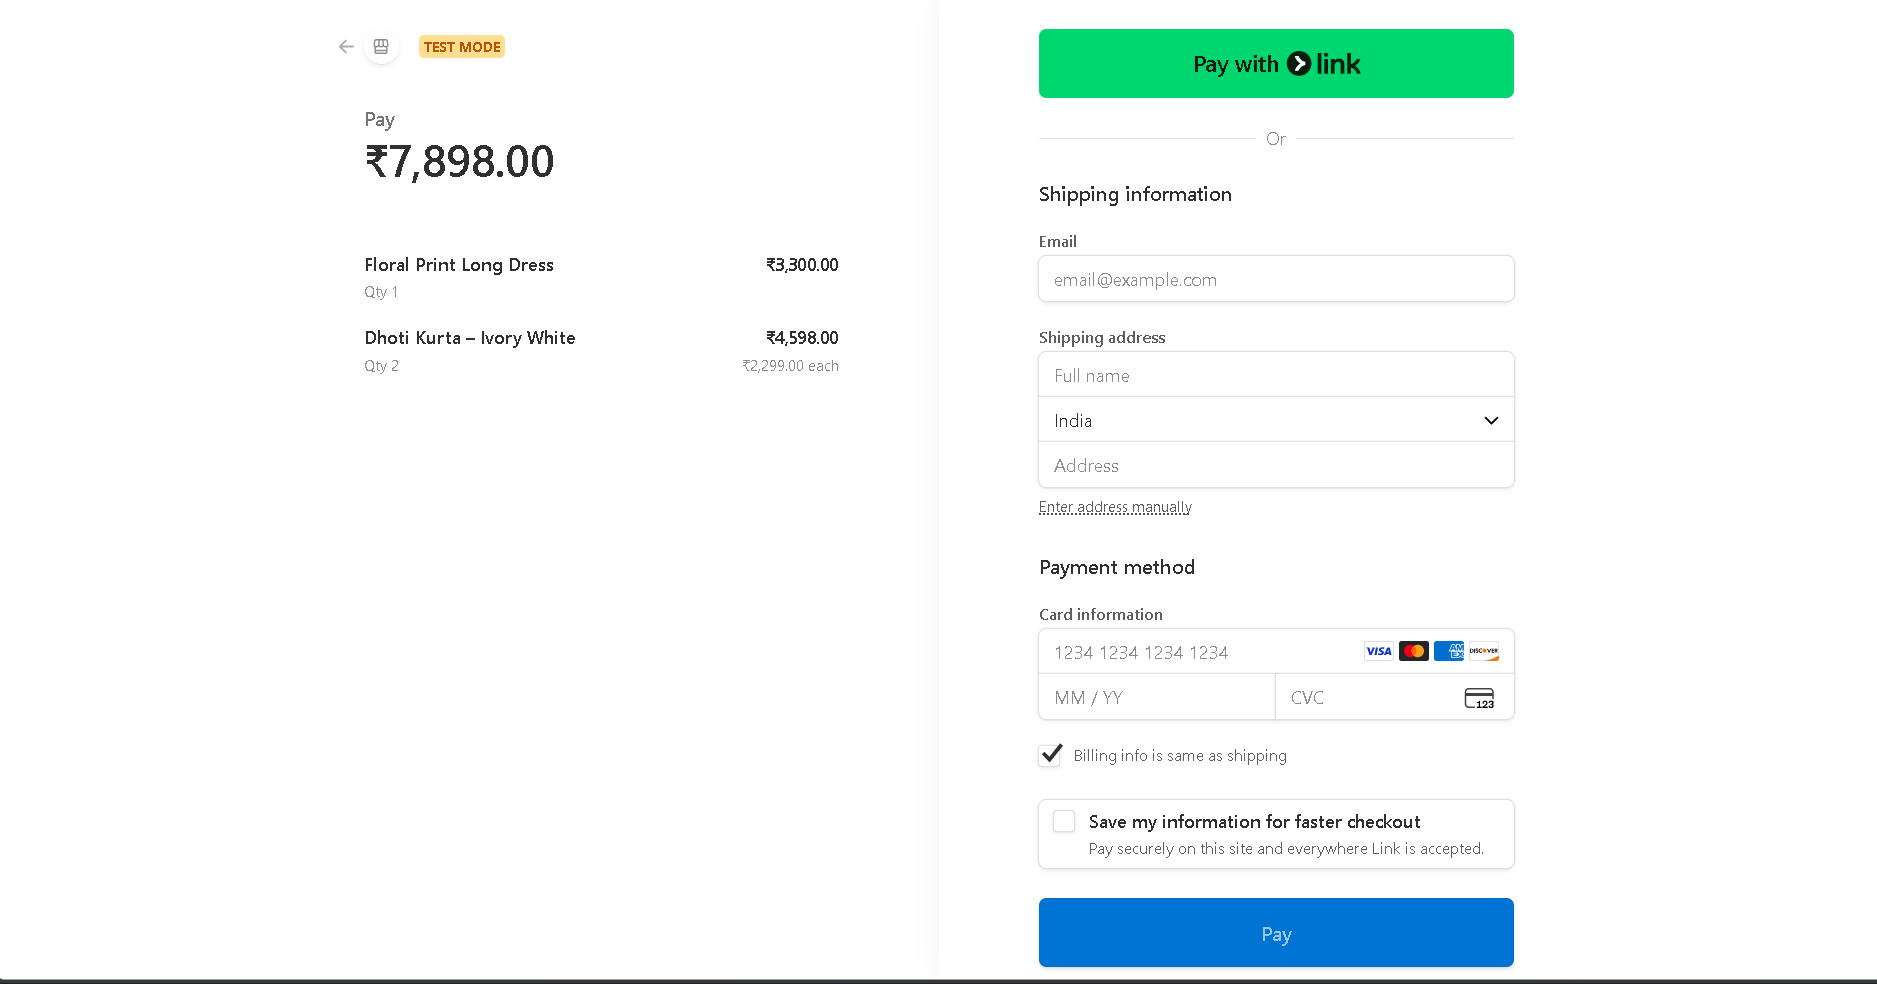 TEST MODE
Pay
₹7,898.00
Floral Print Long Dress ₹3,300.00
Qty 1
Dhoti Kurta – Ivory White ₹4,598.00
Qty 2 ₹2,299.00 each
Pay with link
Or
Shipping information
Email
email@example.com
Shipping address
Full name
India
Address
Enter address manually
Payment method
Card information
1234 1234 1234 1234 VISA AMEX DISCOVER
MM / YY CVC 123
Billing info is same as shipping
Save my information for faster checkout
Pay securely on this site and everywhere Link is accepted.
Pay